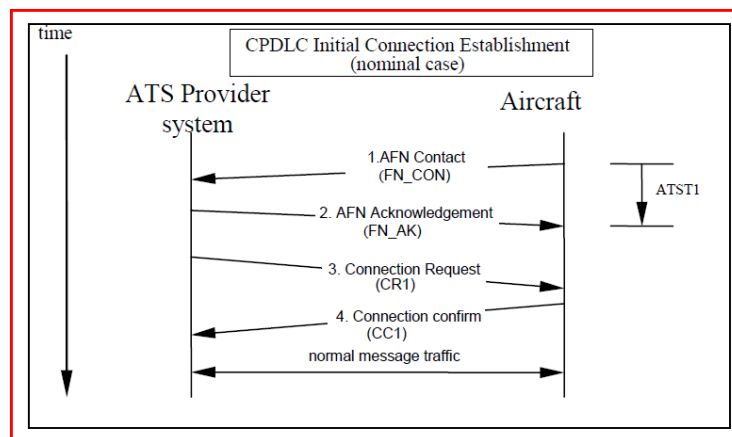 time
CPDLC Initial Connection Establishment
(nominal case)
ATS Provider
system
Aircraft
1.AFN Contact
(FN_CON)
ATST1
2. AFN Acknowledgement
(FN_AK)
3. Connection Request
(CR1)
4. Connection confirm
(CC1)
normal message traffic